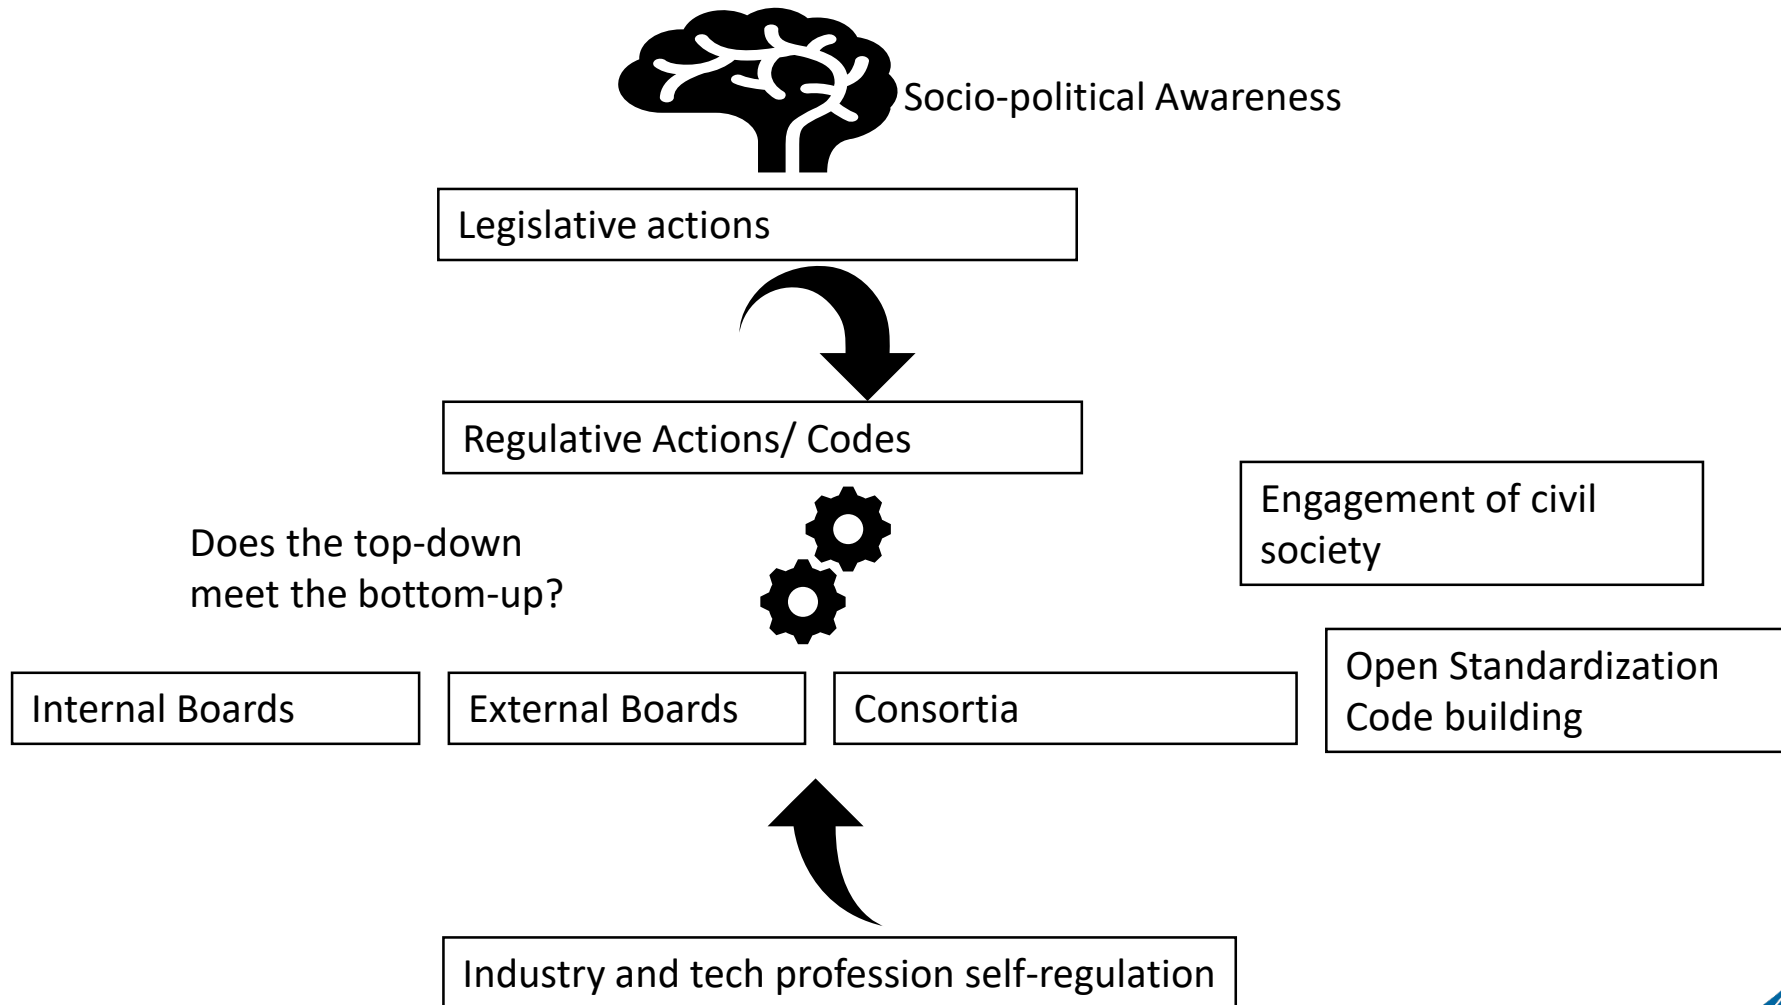 Socio-political Awareness
Legislative actions
Regulative Actions/ Codes
Engagement of civil
society
Does the top-down
meet the bottom-up?
Internal Boards
External Boards
Consortia
Open Standardization
Code building
Industry and tech profession self-regulation